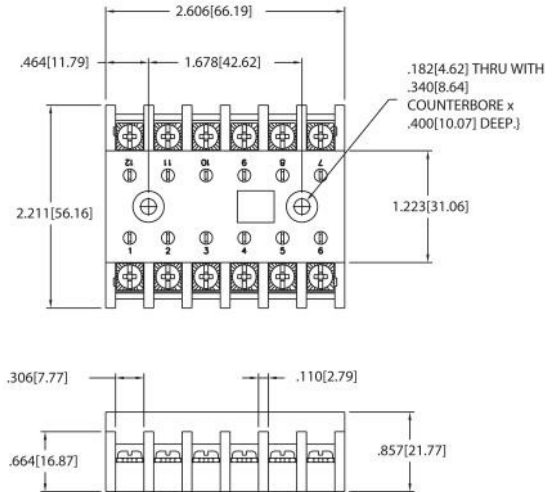 2.606[66.19]
.464[11.79]
1.678[42.62]
.182[4.62] THRU WITH
.340[8.64]
COUNTERBORE x
.400[10.07] DEEP.}
12 11 10 9 8 7
2.211[56.16]
1.223[31.06]
1 2 3 4 5 6
.306[7.77]
.110[2.79]
.664[16.87]
.857[21.77]